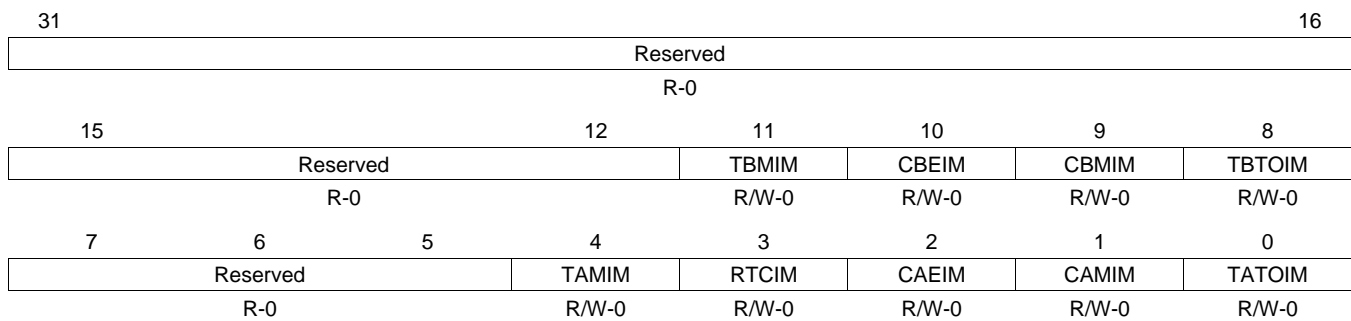 31 16
Reserved
R-0
15 12 11 10 9 8
Reserved TBMIM CBEIM CBMIM TBTOIM
R-0 R/W-0 R/W-0 R/W-0 R/W-0
7 6 5 4 3 2 1 0
Reserved TAMIM RTCIM CAEIM CAMIM TATOIM
R-0 R/W-0 R/W-0 R/W-0 R/W-0 R/W-0